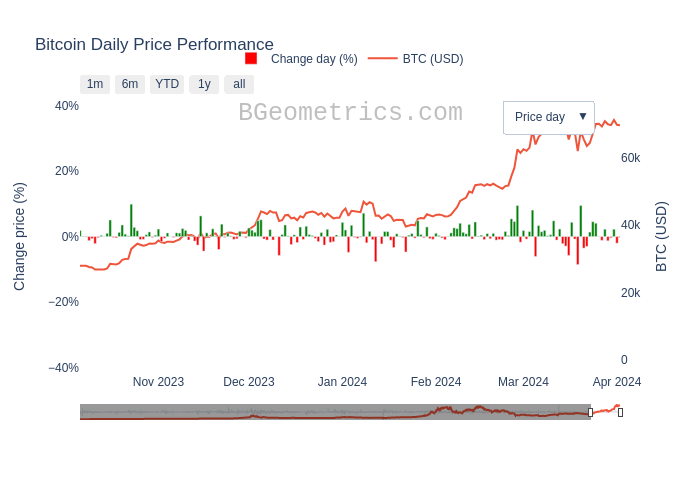 Bitcoin Daily Price Performance
Change day (%)
BTC (USD)
1m
6m
YTD
1y
all
BGeometrics.com
Price day ▼
40%
20%
0%
−20%
−40%
Change price (%)
60k
40k
20k
0
BTC (USD)
Nov 2023
Dec 2023
Jan 2024
Feb 2024
Mar 2024
Apr 2024